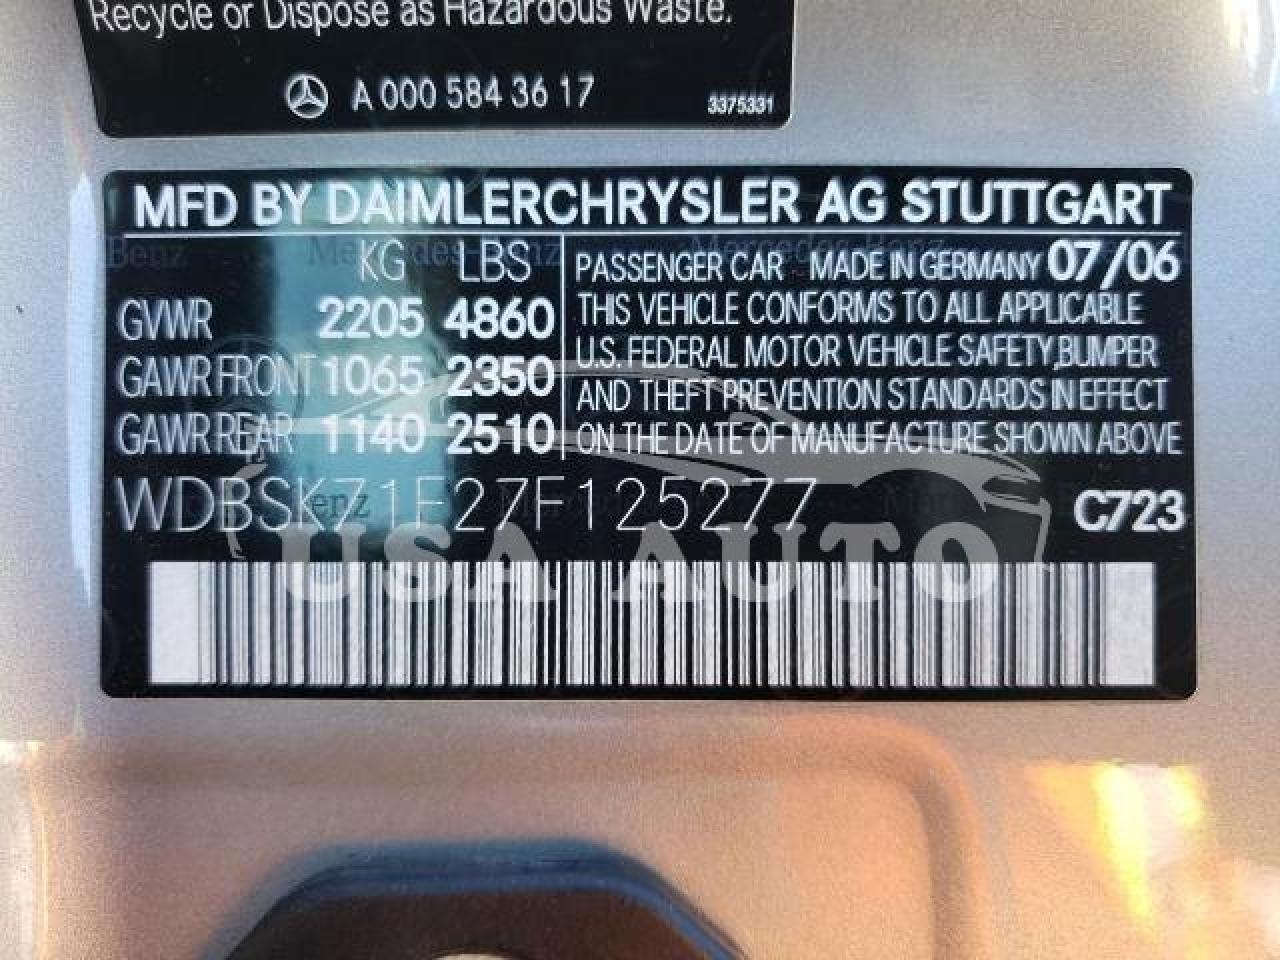 Recycle or Dispose as Hazardous Waste.
A 000 584 36 17
3375331
MFD BY DAIMLERCHRYSLER AG STUTTGART
KG LBS
GVWR 2205 4860
GAWR FRONT 1065 2350
GAWR REAR 1140 2510
PASSENGER CAR MADE IN GERMANY 07/06
THIS VEHICLE CONFORMS TO ALL APPLICABLE
U.S. FEDERAL MOTOR VEHICLE SAFETY,BUMPER
AND THEFT PREVENTION STANDARDS IN EFFECT
ON THE DATE OF MANUFACTURE SHOWN ABOVE
WDBSK71F27F125277 C723
USA AUTO